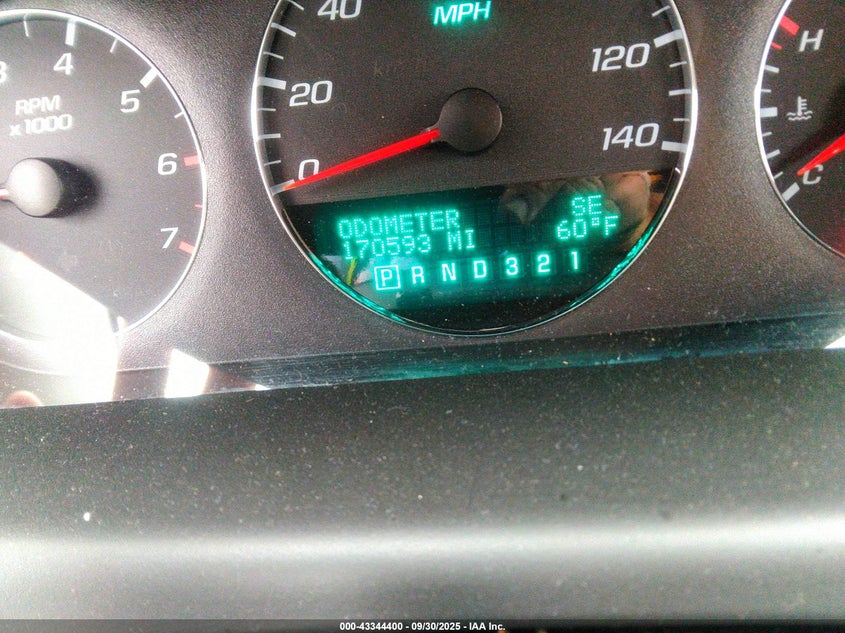 40
MPH
4
5
RPM
x1000
6
7
20
0
120
140
H
C
ODOMETER SE
170593 MI 60°F
P R N D 3 2 1
000-43344400 - 09/30/2025 - IAA Inc.